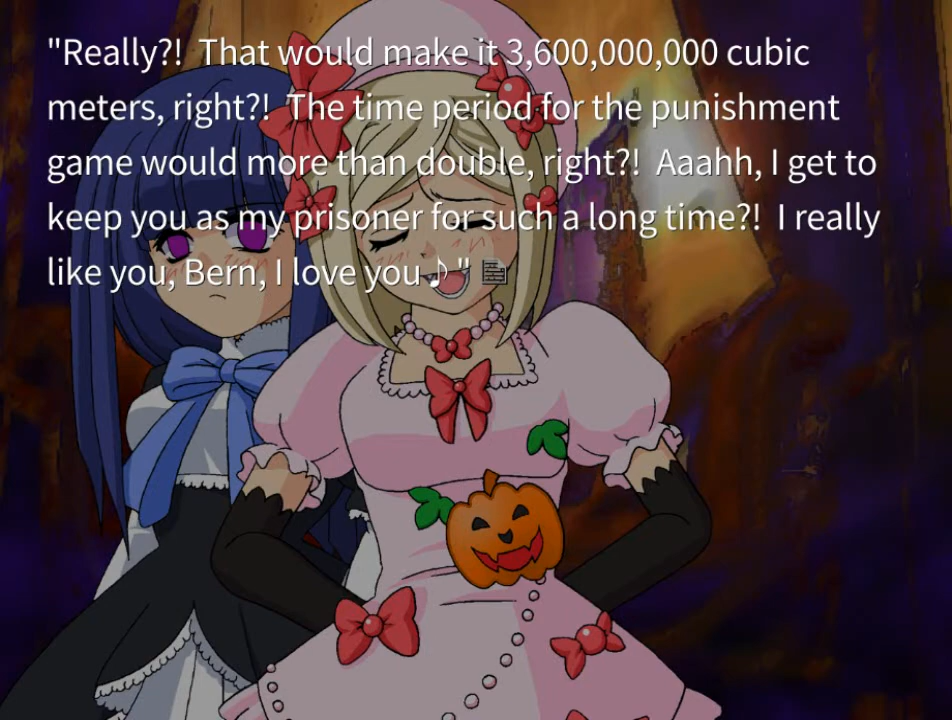 "Really?!  That would make it 3,600,000,000 cubic
meters, right?!  The time period for the punishment
game would more than double, right?!  Aaahh, I get to
keep you as my prisoner for such a long time?!  I really
like you, Bern, I love you♪"